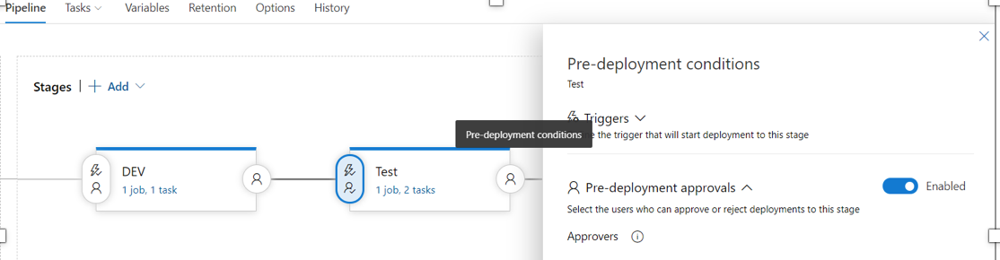 Pipeline Tasks Variables Retention Options History
Stages | + Add
DEV
1 job, 1 task
Test
1 job, 2 tasks
Pre-deployment conditions
Pre-deployment conditions
Test
Triggers
the trigger that will start deployment to this stage
Pre-deployment approvals
Enabled
Select the users who can approve or reject deployments to this stage
Approvers